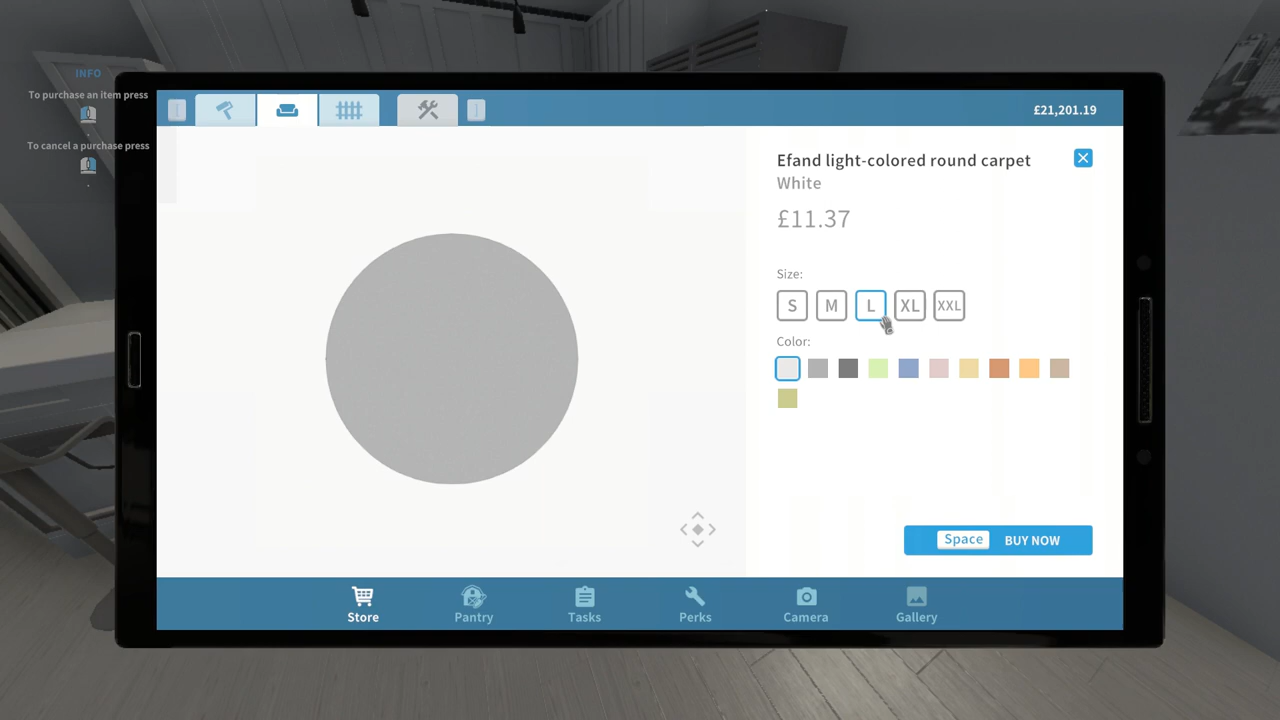 INFO
To purchase an item press
To cancel a purchase press
£21,201.19
Efand light-colored round carpet
White
£11.37
Size:
S M L XL XXL
Color:
Space BUY NOW
Store Pantry Tasks Perks Camera Gallery